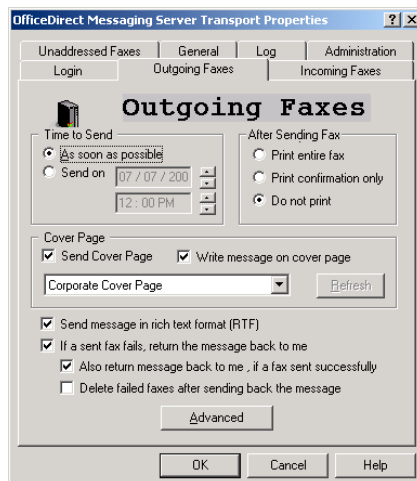 OfficeDirect Messaging Server Transport Properties
Unaddressed Faxes General Log Administration
Login Outgoing Faxes Incoming Faxes
Outgoing Faxes
Time to Send
As soon as possible
Send on 07 / 07 / 200
12 : 00 PM
After Sending Fax
Print entire fax
Print confirmation only
Do not print
Cover Page
Send Cover Page Write message on cover page
Corporate Cover Page Refresh
Send message in rich text format (RTF)
If a sent fax fails, return the message back to me
Also return message back to me , if a fax sent successfully
Delete failed faxes after sending back the message
Advanced
OK Cancel Help